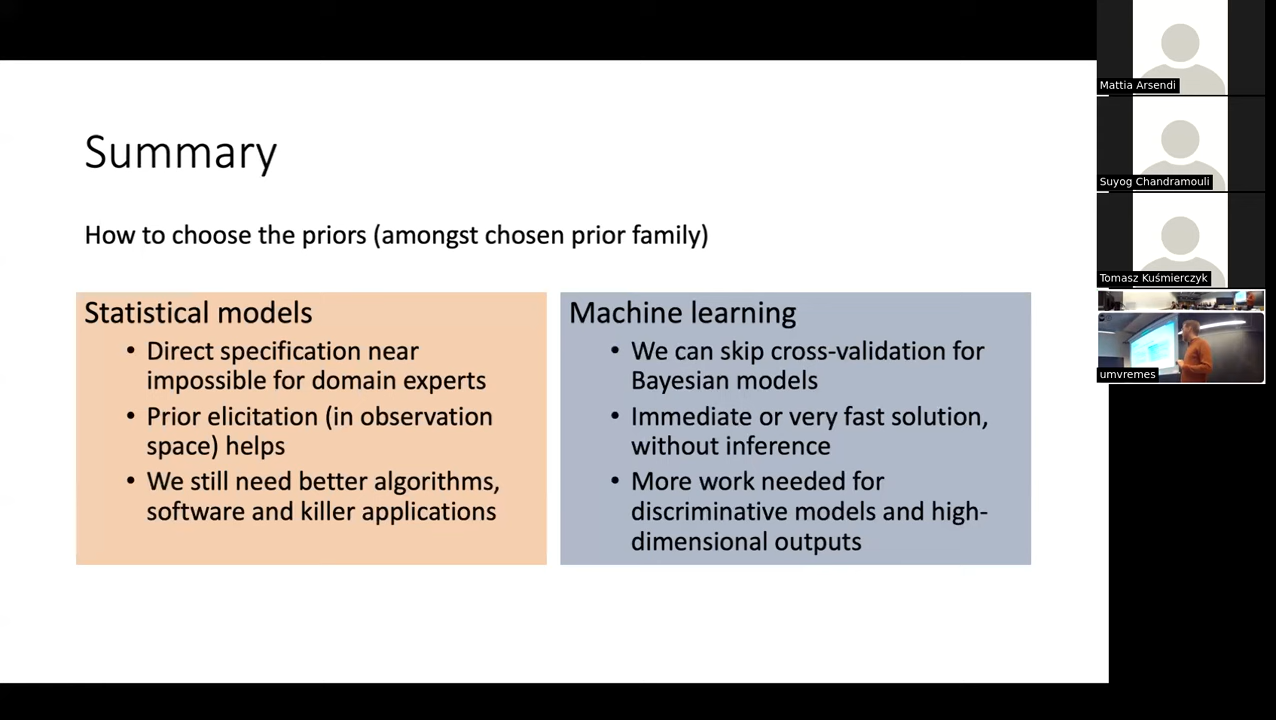 Summary
How to choose the priors (amongst chosen prior family)
Statistical models
• Direct specification near
impossible for domain experts
• Prior elicitation (in observation
space) helps
• We still need better algorithms,
software and killer applications
Machine learning
• We can skip cross-validation for
Bayesian models
• Immediate or very fast solution,
without inference
• More work needed for
discriminative models and high-
dimensional outputs
Mattia Arsendi
Suyog Chandramouli
Tomasz Kuśmierczyk
umvremes